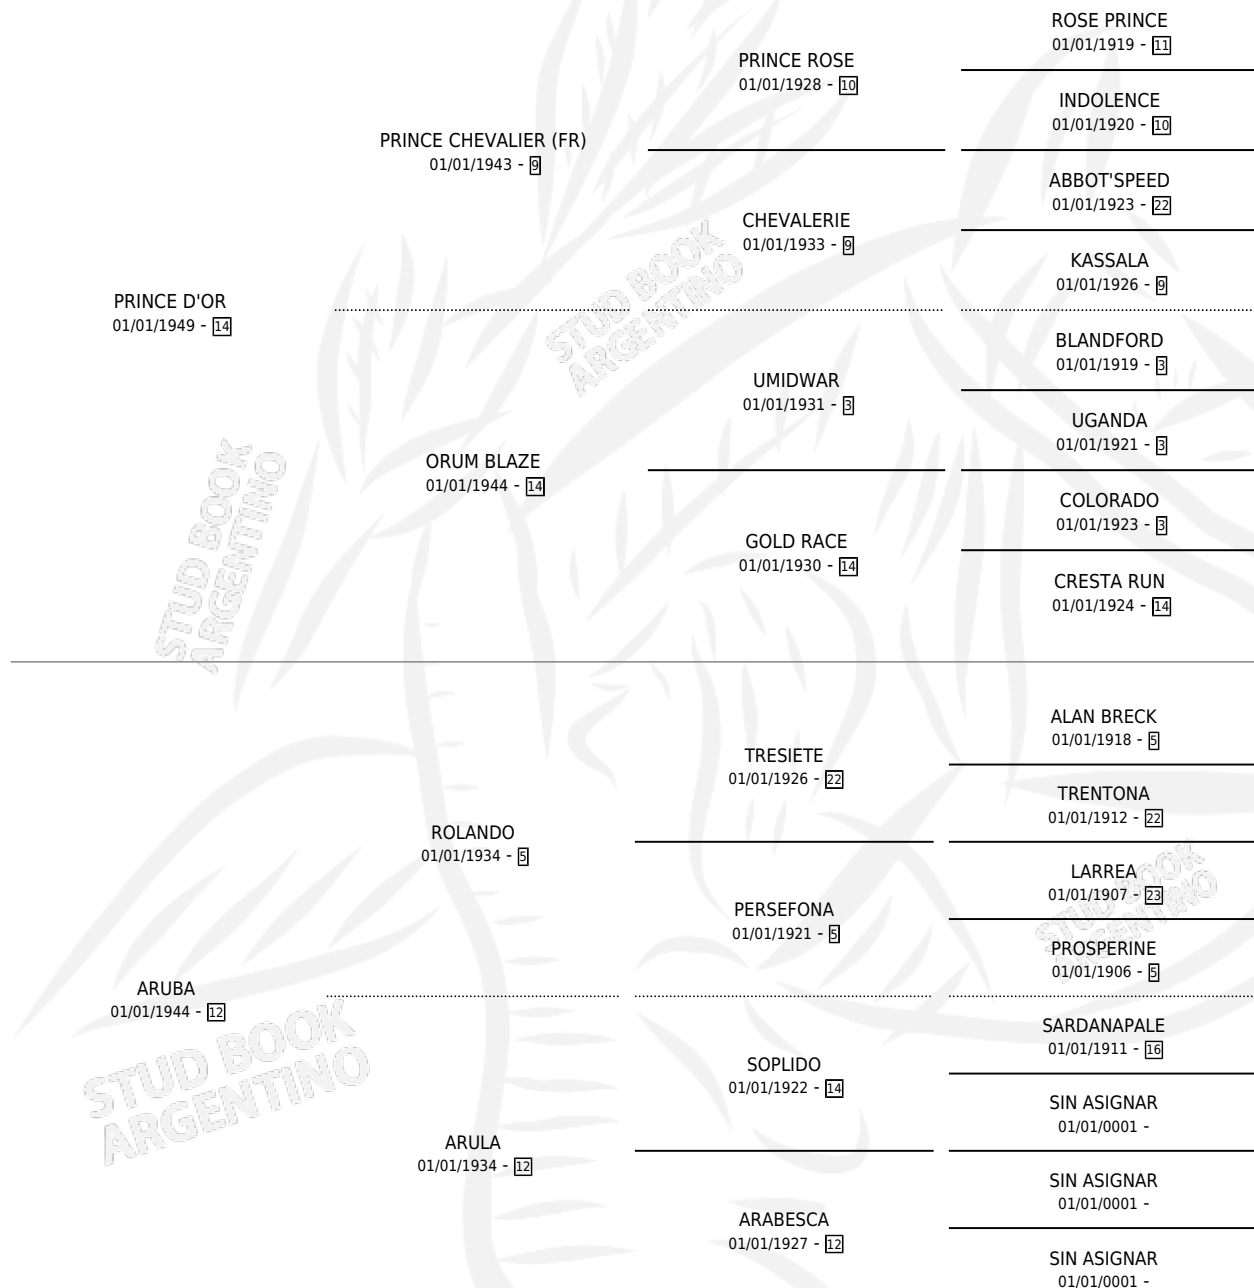 PRINCE D'OR
01/01/1949 - 14
PRINCE CHEVALIER (FR)
01/01/1943 - 9
ORUM BLAZE
01/01/1944 - 14
PRINCE ROSE
01/01/1928 - 10
CHEVALERIE
01/01/1933 - 9
UMIDWAR
01/01/1931 - 3
GOLD RACE
01/01/1930 - 14
ROSE PRINCE
01/01/1919 - 11
INDOLENCE
01/01/1920 - 10
ABBOT'SPEED
01/01/1923 - 22
KASSALA
01/01/1926 - 9
BLANDFORD
01/01/1919 - 3
UGANDA
01/01/1921 - 3
COLORADO
01/01/1923 - 3
CRESTA RUN
01/01/1924 - 14
ARUBA
01/01/1944 - 12
ROLANDO
01/01/1934 - 5
ARULA
01/01/1934 - 12
TRESIETE
01/01/1926 - 22
PERSEFONA
01/01/1921 - 5
SOPLIDO
01/01/1922 - 14
ARABESCA
01/01/1927 - 12
ALAN BRECK
01/01/1918 - 5
TRENTONA
01/01/1912 - 22
LARREA
01/01/1907 - 23
PROSPERINE
01/01/1906 - 5
SARDANAPALE
01/01/1911 - 16
SIN ASIGNAR
01/01/0001 -
SIN ASIGNAR
01/01/0001 -
SIN ASIGNAR
01/01/0001 -
STUD BOOK
ARGENTINO
STUD BOOK
ARGENTINO
STUD BOOK
ARGENTINO
STUD BOOK
ARGENTINO